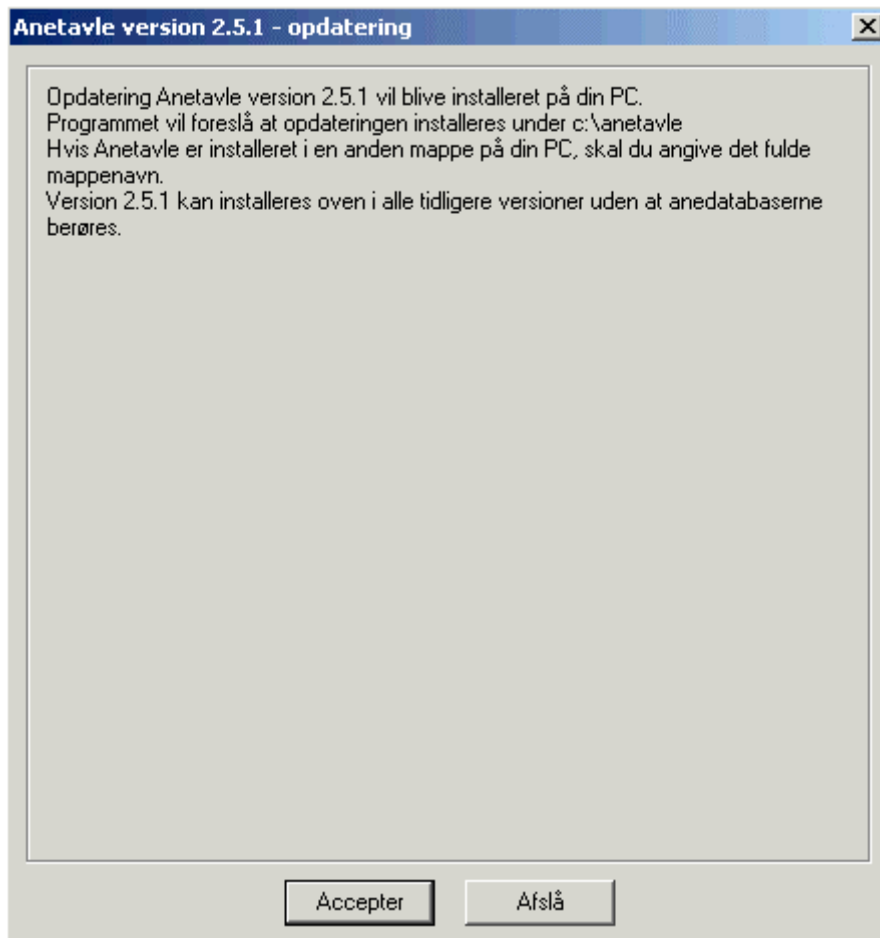 Anetavle version 2.5.1 - opdatering
Opdatering Anetavle version 2.5.1 vil blive installeret på din PC.
Programmet vil foreslå at opdateringen installeres under c:\anetavle
Hvis Anetavle er installeret i en anden mappe på din PC, skal du angive det fulde
mappenavn.
Version 2.5.1 kan installeres oven i alle tidligere versioner uden at anedatabaserne
berøres.
Accepter
Afslå